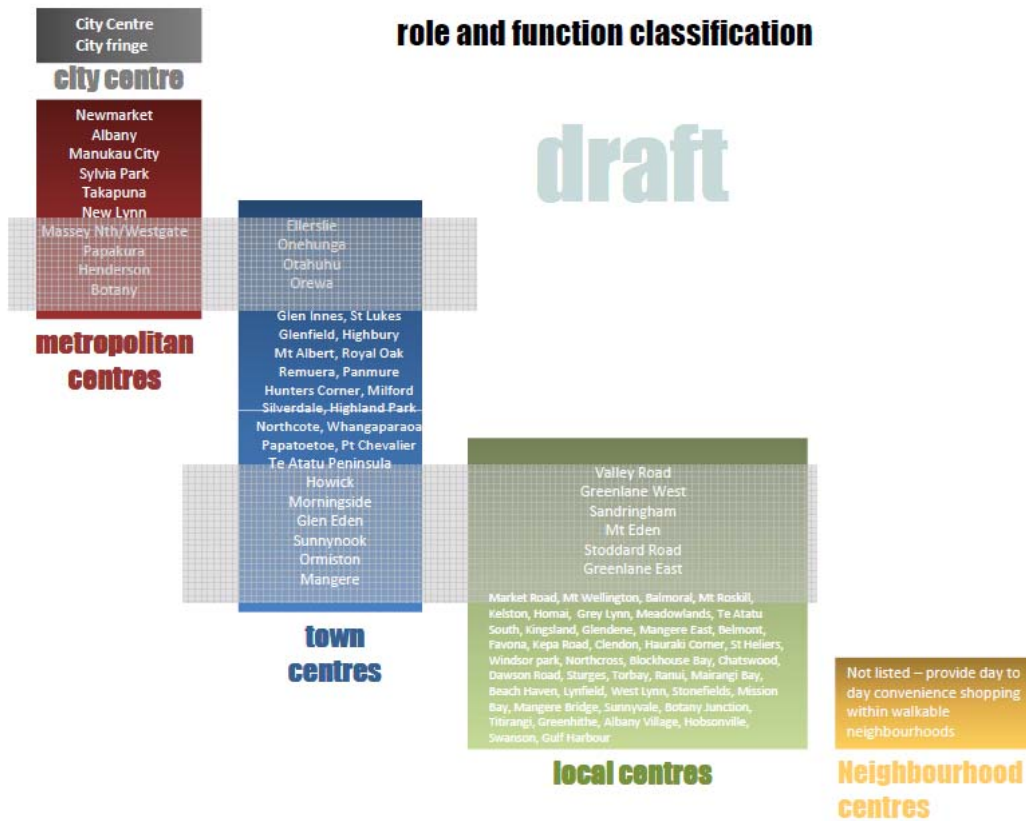 City Centre
City fringe
city centre
role and function classification
draft
Newmarket
Albany
Manukau City
Sylvia Park
Takapuna
New Lynn
Massey Nth/Westgate
Papakura
Henderson
Botany
metropolitan
centres
Ellerslie
Onehunga
Otahuhu
Orewa
Glen Innes, St Lukes
Glenfield, Highbury
Mt Albert, Royal Oak
Remuera, Panmure
Hunters Corner, Milford
Silverdale, Highland Park
Northcote, Whangaparaoa
Papatoetoe, Pt Chevalier
Te Atatu Peninsula
Howick
Morningside
Glen Eden
Sunnynook
Ormiston
Mangere
town
centres
Valley Road
Greenlane West
Sandringham
Mt Eden
Stoddard Road
Greenlane East
Market Road, Mt Wellington, Balmoral, Mt Roskill,
Kelston, Homai, Grey Lynn, Meadowlands, Te Atatu
South, Kingsland, Glendene, Mangere East, Belmont,
Favona, Kepa Road, Clendon, Hauraki Corner, St Heliers,
Windsor park, Northcross, Blockhouse Bay, Chatswood,
Dawson Road, Sturges, Torbay, Ranui, Mairangi Bay,
Beach Haven, Lynfield, West Lynn, Stonefields, Mission
Bay, Mangere Bridge, Sunnyvale, Botany Junction,
Titirangi, Greenhithe, Albany Village, Hobsonville,
Swanson, Gulf Harbour
local centres
Not listed – provide day to
day convenience shopping
within walkable
neighbourhoods
Neighbourhood
centres